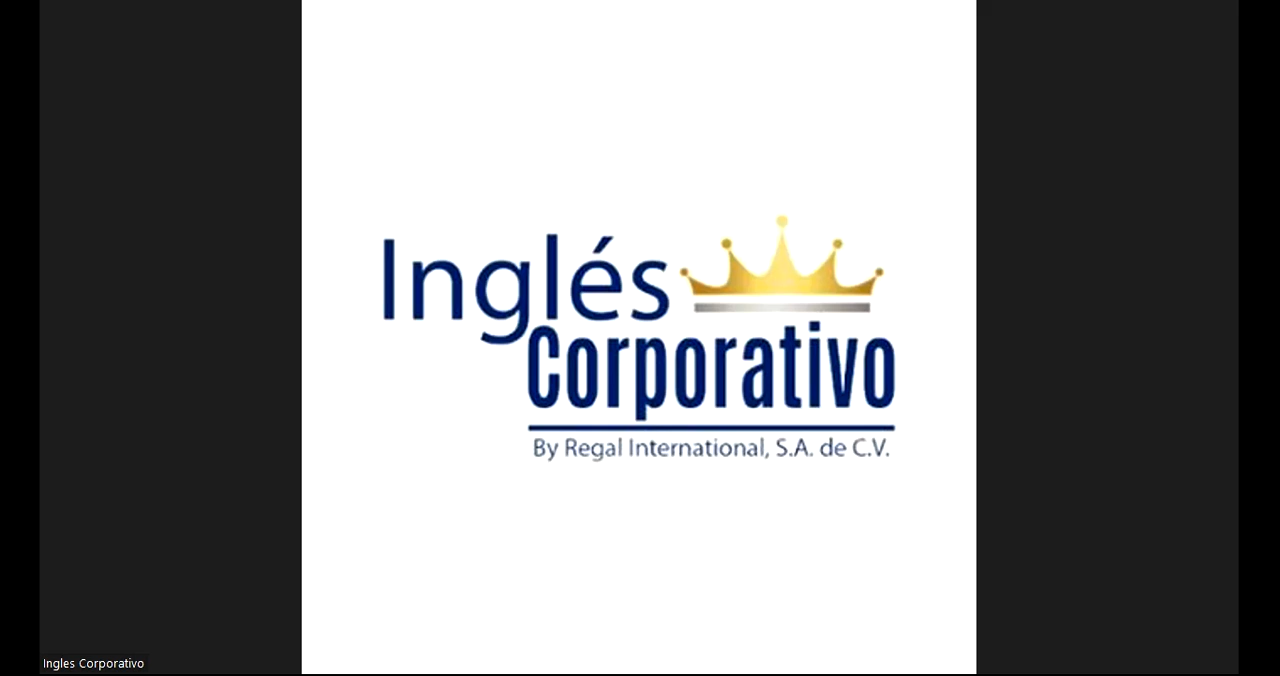 Inglés
Corporativo
By Regal International, S.A. de C.V.
Ingles Corporativo